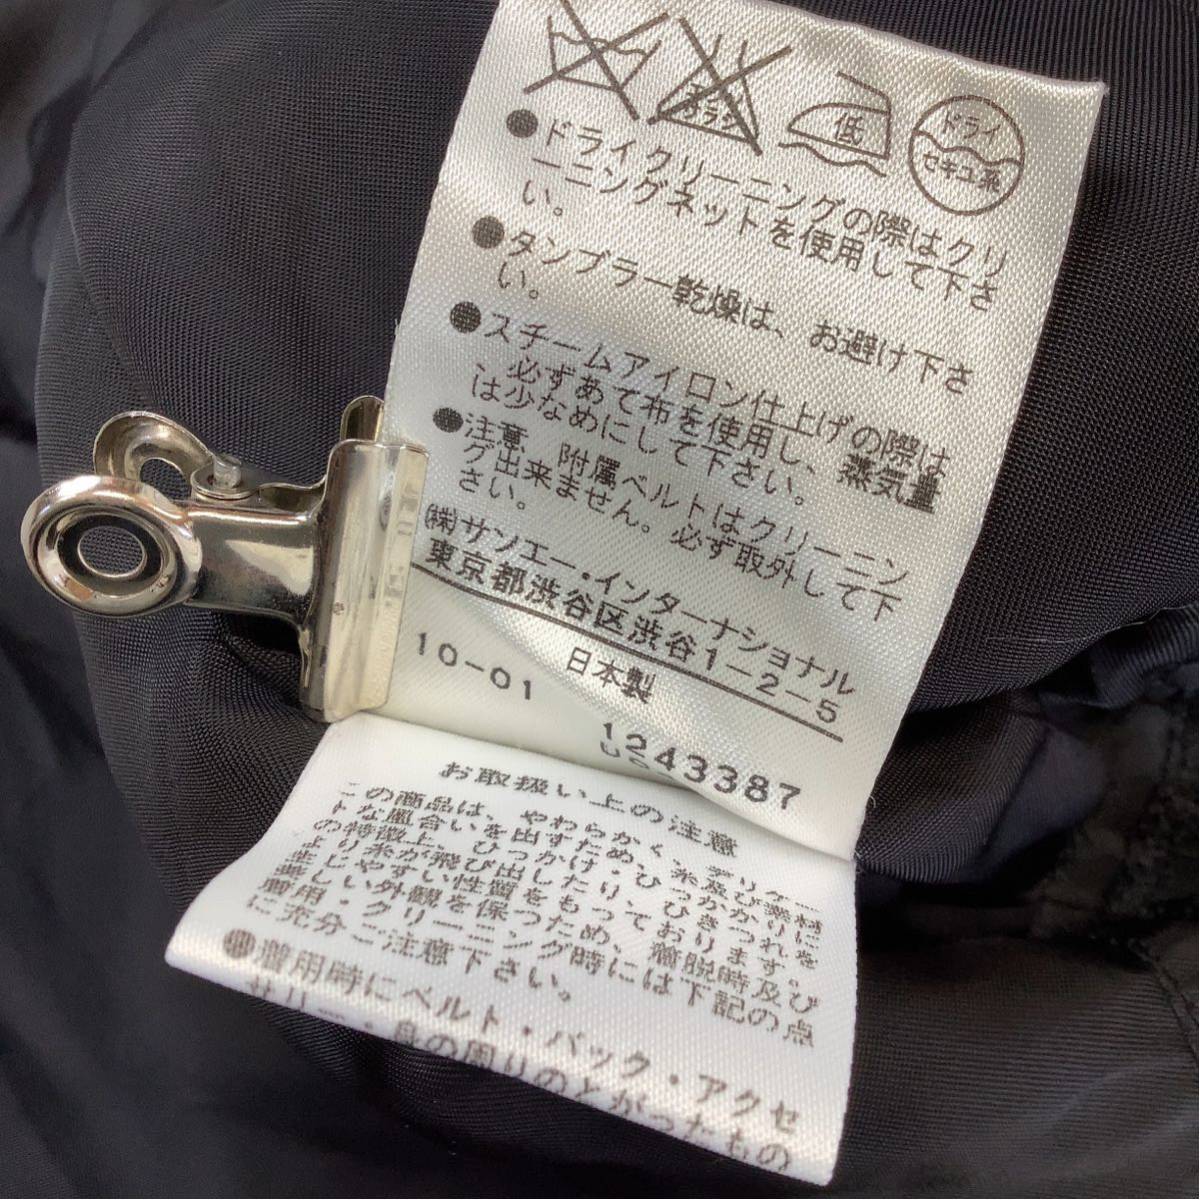 エンソ
サラシ
低
ドライ
セキユ系
●ドライクリーニングの際はクリ
ーニングネットを使用して下さ
い。
●タンブラー乾燥は、お避け下さ
い。
●スチームアイロン仕上げの際は
、必ずあて布を使用し、蒸気量
は少なめにして下さい。
●注意 附属ベルトはクリーニン
グ出来ません。必ず取外して下
さい。
㈱サンエー・インターナショナル
東京都渋谷区渋谷1-2-5
日本製
10-01
1243387
お取扱い上の注意
この商品は、やわらかく、デリケー
トな風合いを出すため、糸及び素材
の特徴上、ひっかけ・ひっかかりに
より糸が飛び出したり、ひきつれを
生じやすい性質をもっております。
美しい外観を保つため、着脱時及び
着用・クリーニング時には下記の点
に充分ご注意下さい。
●着用時にベルト・バック・アクセ
サリー・身の周りのとがったもの